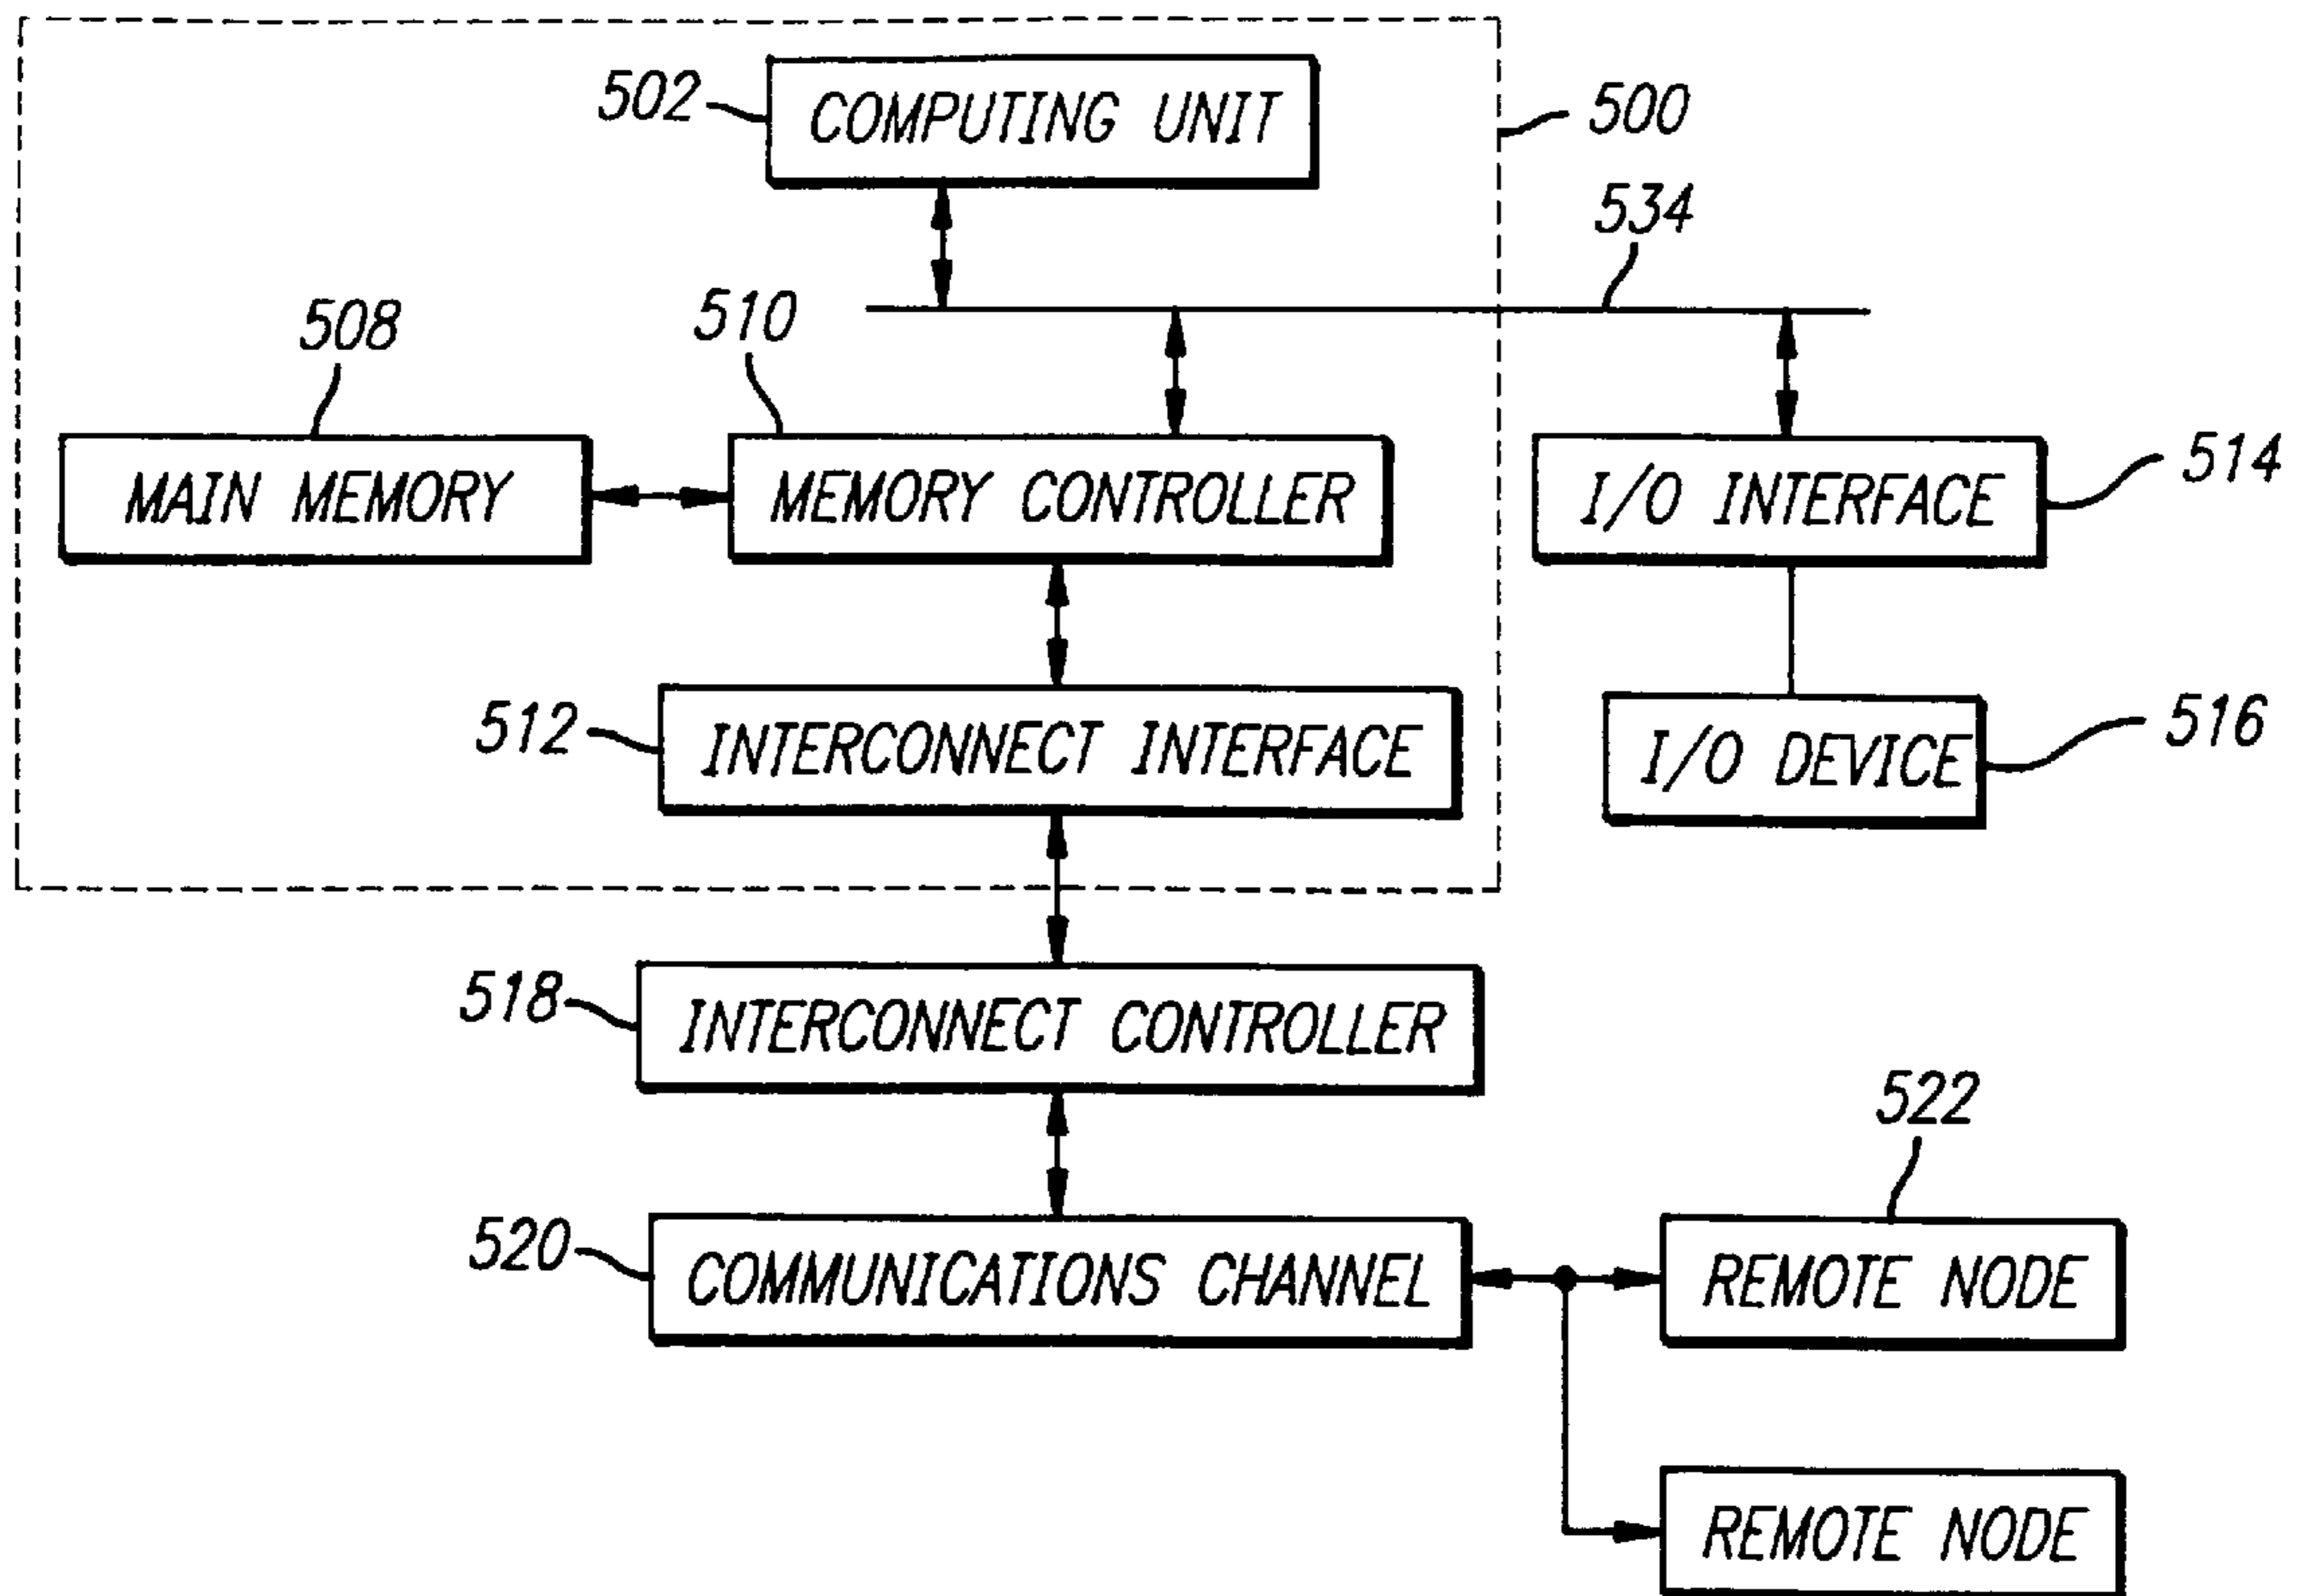 502
COMPUTING UNIT
500
534
508
510
MAIN MEMORY
MEMORY CONTROLLER
I/O INTERFACE
514
512
INTERCONNECT INTERFACE
I/O DEVICE
516
518
INTERCONNECT CONTROLLER
522
520
COMMUNICATIONS CHANNEL
REMOTE NODE
REMOTE NODE